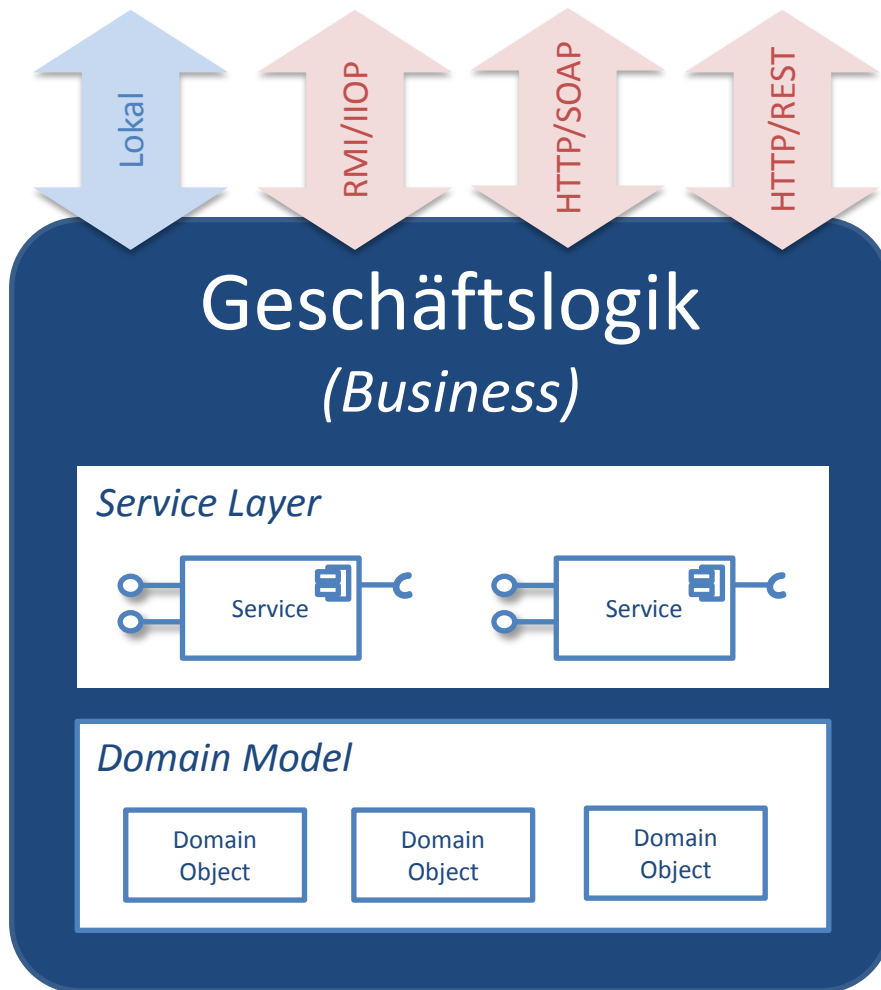 Lokal
RMI/IIOP
HTTP/SOAP
HTTP/REST
Geschäftslogik
(Business)
Service Layer
Service
Service
Domain Model
Domain
Object
Domain
Object
Domain
Object